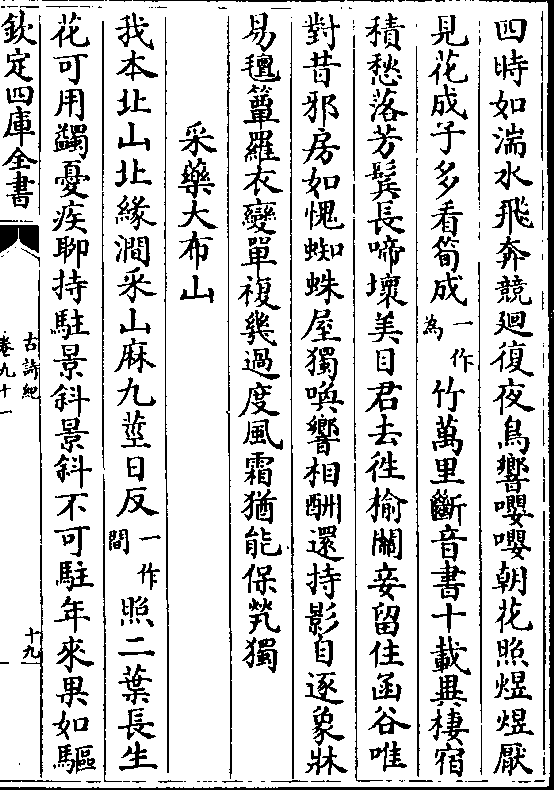 四時如湍水飛奔競廻復夜鳥響嚶嚶朝花照煜煜厭
見花成子多看筍成一作為竹萬里斷音書十載異棲宿
積愁落芳鬂長啼壞美目君去徃榆關妾留住函谷唯
對昔邪房如愧蜘蛛屋獨喚響相酬還持影自逐象牀
易氊簟羅衣變單複幾過度風霜猶能保煢獨
采藥大布山
我本北山北緣澗采山麻九莖日反一作間照二葉長生
花可用蠲憂疾聊持駐景斜景斜不可駐年來果如驅
欽定四庫全書
古詩紀
卷九十一
十九